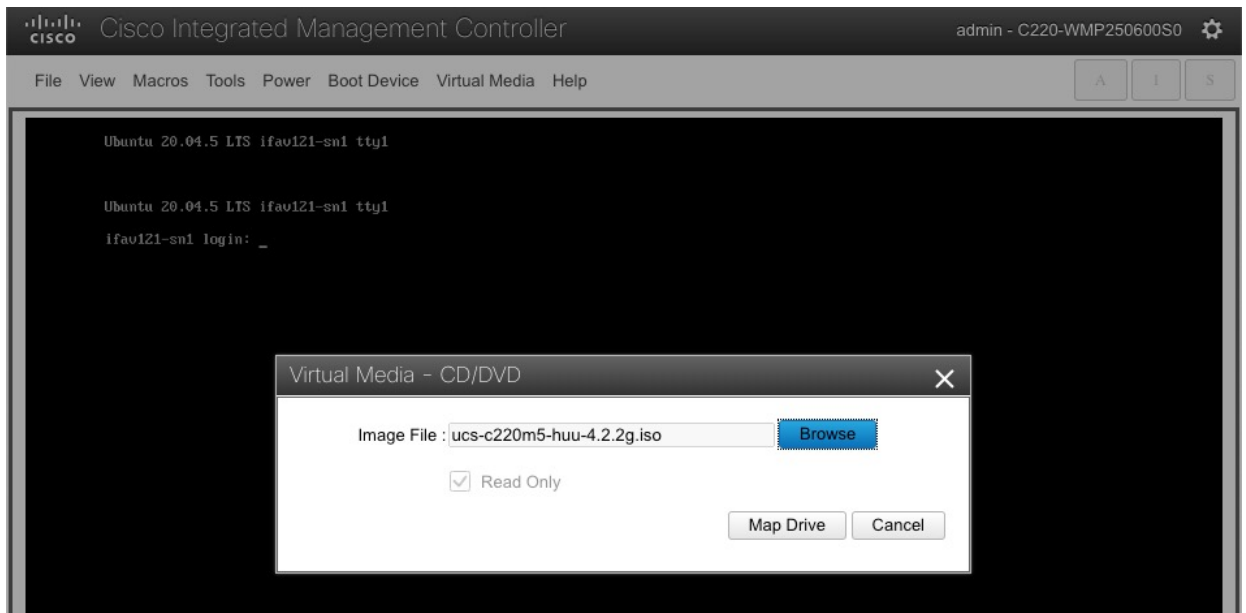 cisco Cisco Integrated Management Controller admin - C220-WMP250600S0
File View Macros Tools Power Boot Device Virtual Media Help A 1 S
Ubuntu 20.04.5 LTS ifav121-sn1 tty1
Ubuntu 20.04.5 LTS ifav121-sn1 tty1
ifav121-sn1 login: _
Virtual Media - CD/DVD
Image File : ucs-c220m5-huu-4.2.2g.iso Browse
Read Only
Map Drive Cancel